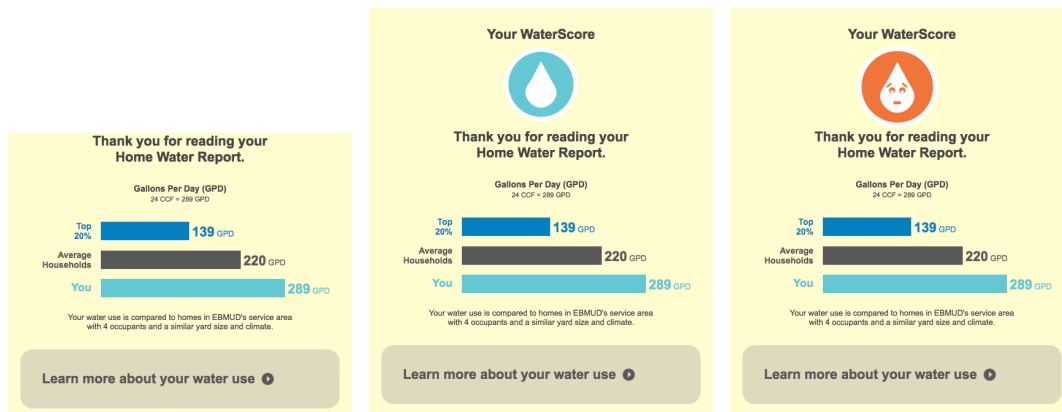 Thank you for reading your
Home Water Report.
Gallons Per Day (GPD)
24 CCF = 289 GPD
Top
20%
139 GPD
Average
Households
220 GPD
You
289 GPD
Your water use is compared to homes in EBMUD's service area
with 4 occupants and a similar yard size and climate.
Learn more about your water use
Your WaterScore
Thank you for reading your
Home Water Report.
Gallons Per Day (GPD)
24 CCF = 289 GPD
Top
20%
139 GPD
Average
Households
220 GPD
You
289 GPD
Your water use is compared to homes in EBMUD's service area
with 4 occupants and a similar yard size and climate.
Learn more about your water use
Your WaterScore
Thank you for reading your
Home Water Report.
Gallons Per Day (GPD)
24 CCF = 289 GPD
Top
20%
139 GPD
Average
Households
220 GPD
You
289 GPD
Your water use is compared to homes in EBMUD's service area
with 4 occupants and a similar yard size and climate.
Learn more about your water use